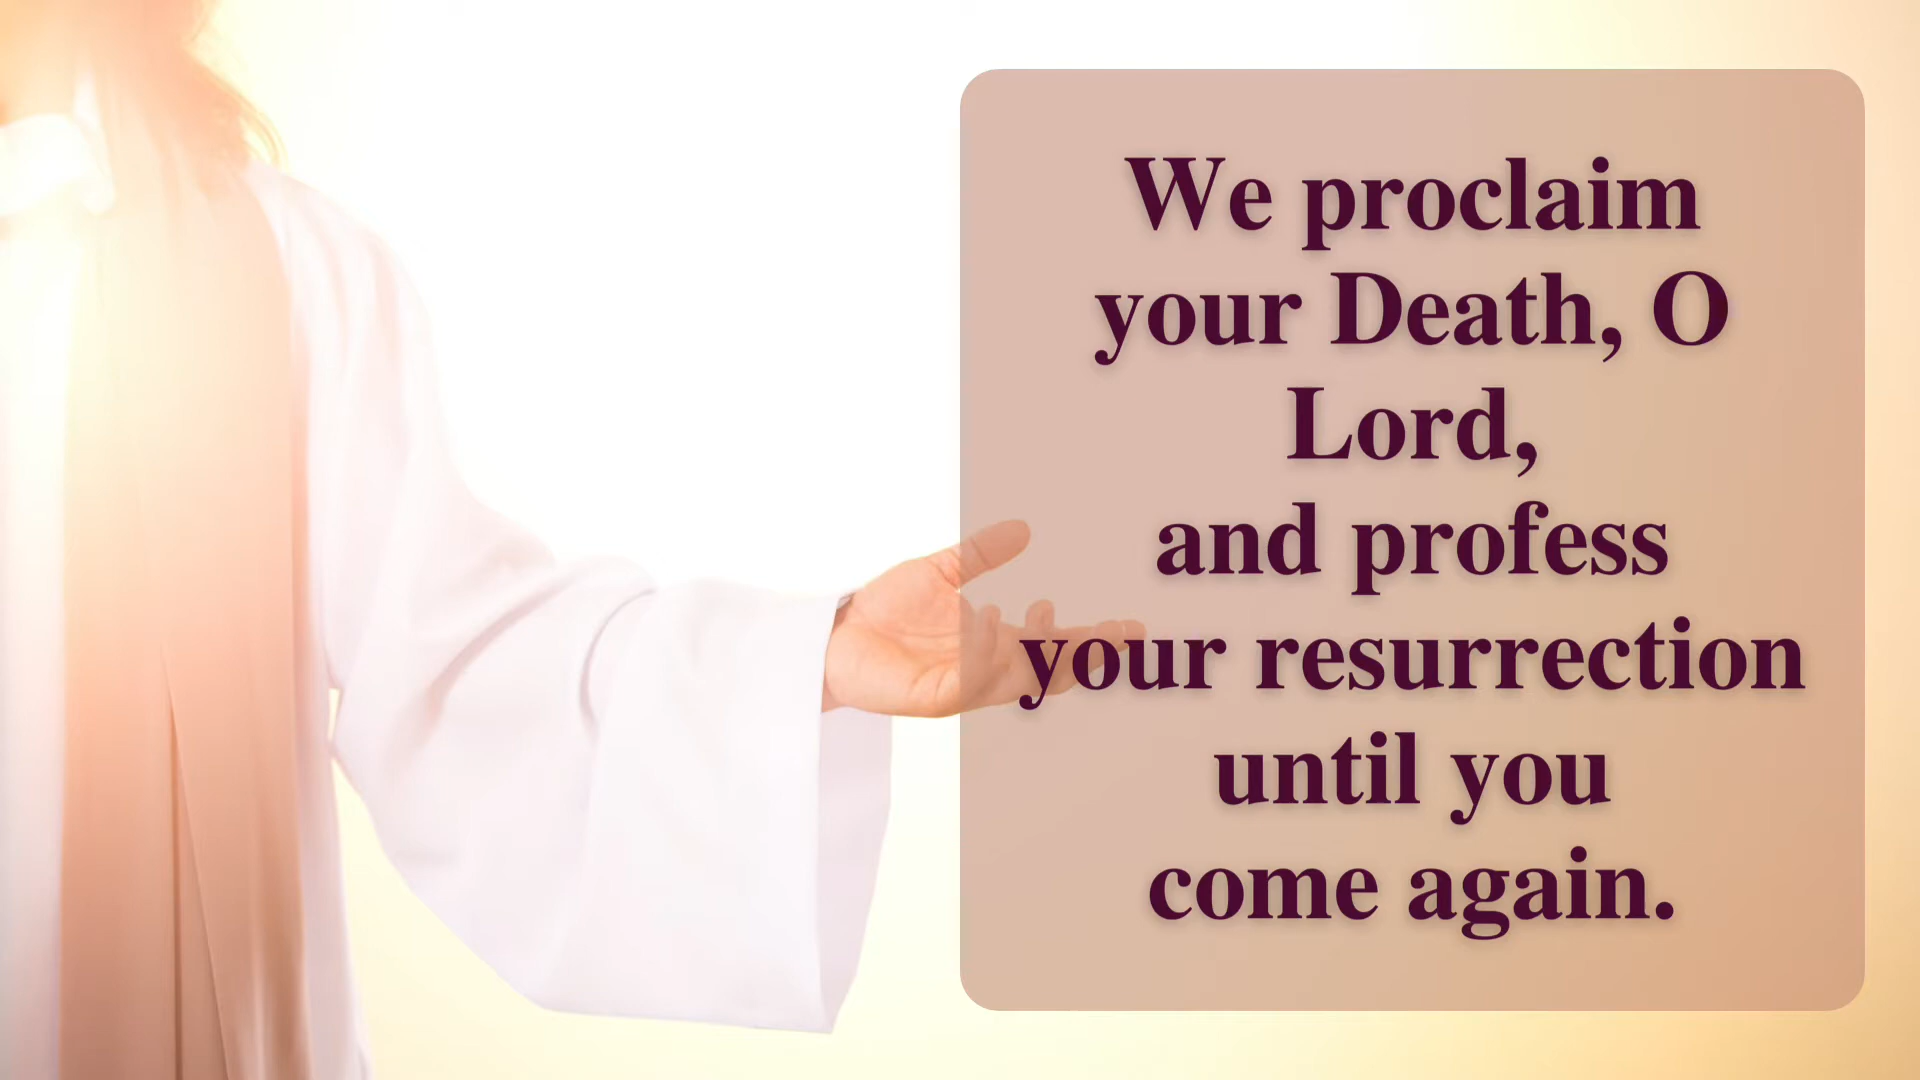 We proclaim
your Death, O
Lord,
and profess
your resurrection
until you
come again.